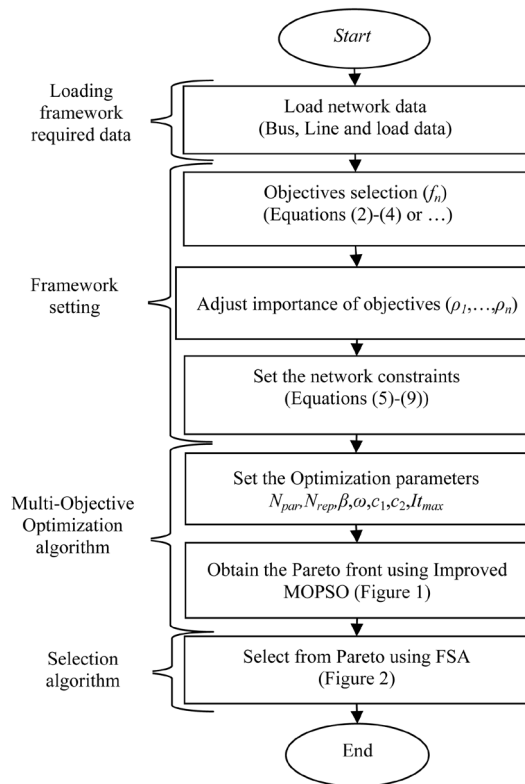 Start
Loading
framework
required data
Load network data
(Bus, Line and load data)
Framework
setting
Objectives selection (fn)
(Equations (2)-(4) or …)
Adjust importance of objectives (ρ1,…,ρn)
Set the network constraints
(Equations (5)-(9))
Multi-Objective
Optimization
algorithm
Set the Optimization parameters
Npar,Nrep,β,ω,c1,c2,Itmax
Obtain the Pareto front using Improved
MOPSO (Figure 1)
Selection
algorithm
Select from Pareto using FSA
(Figure 2)
End